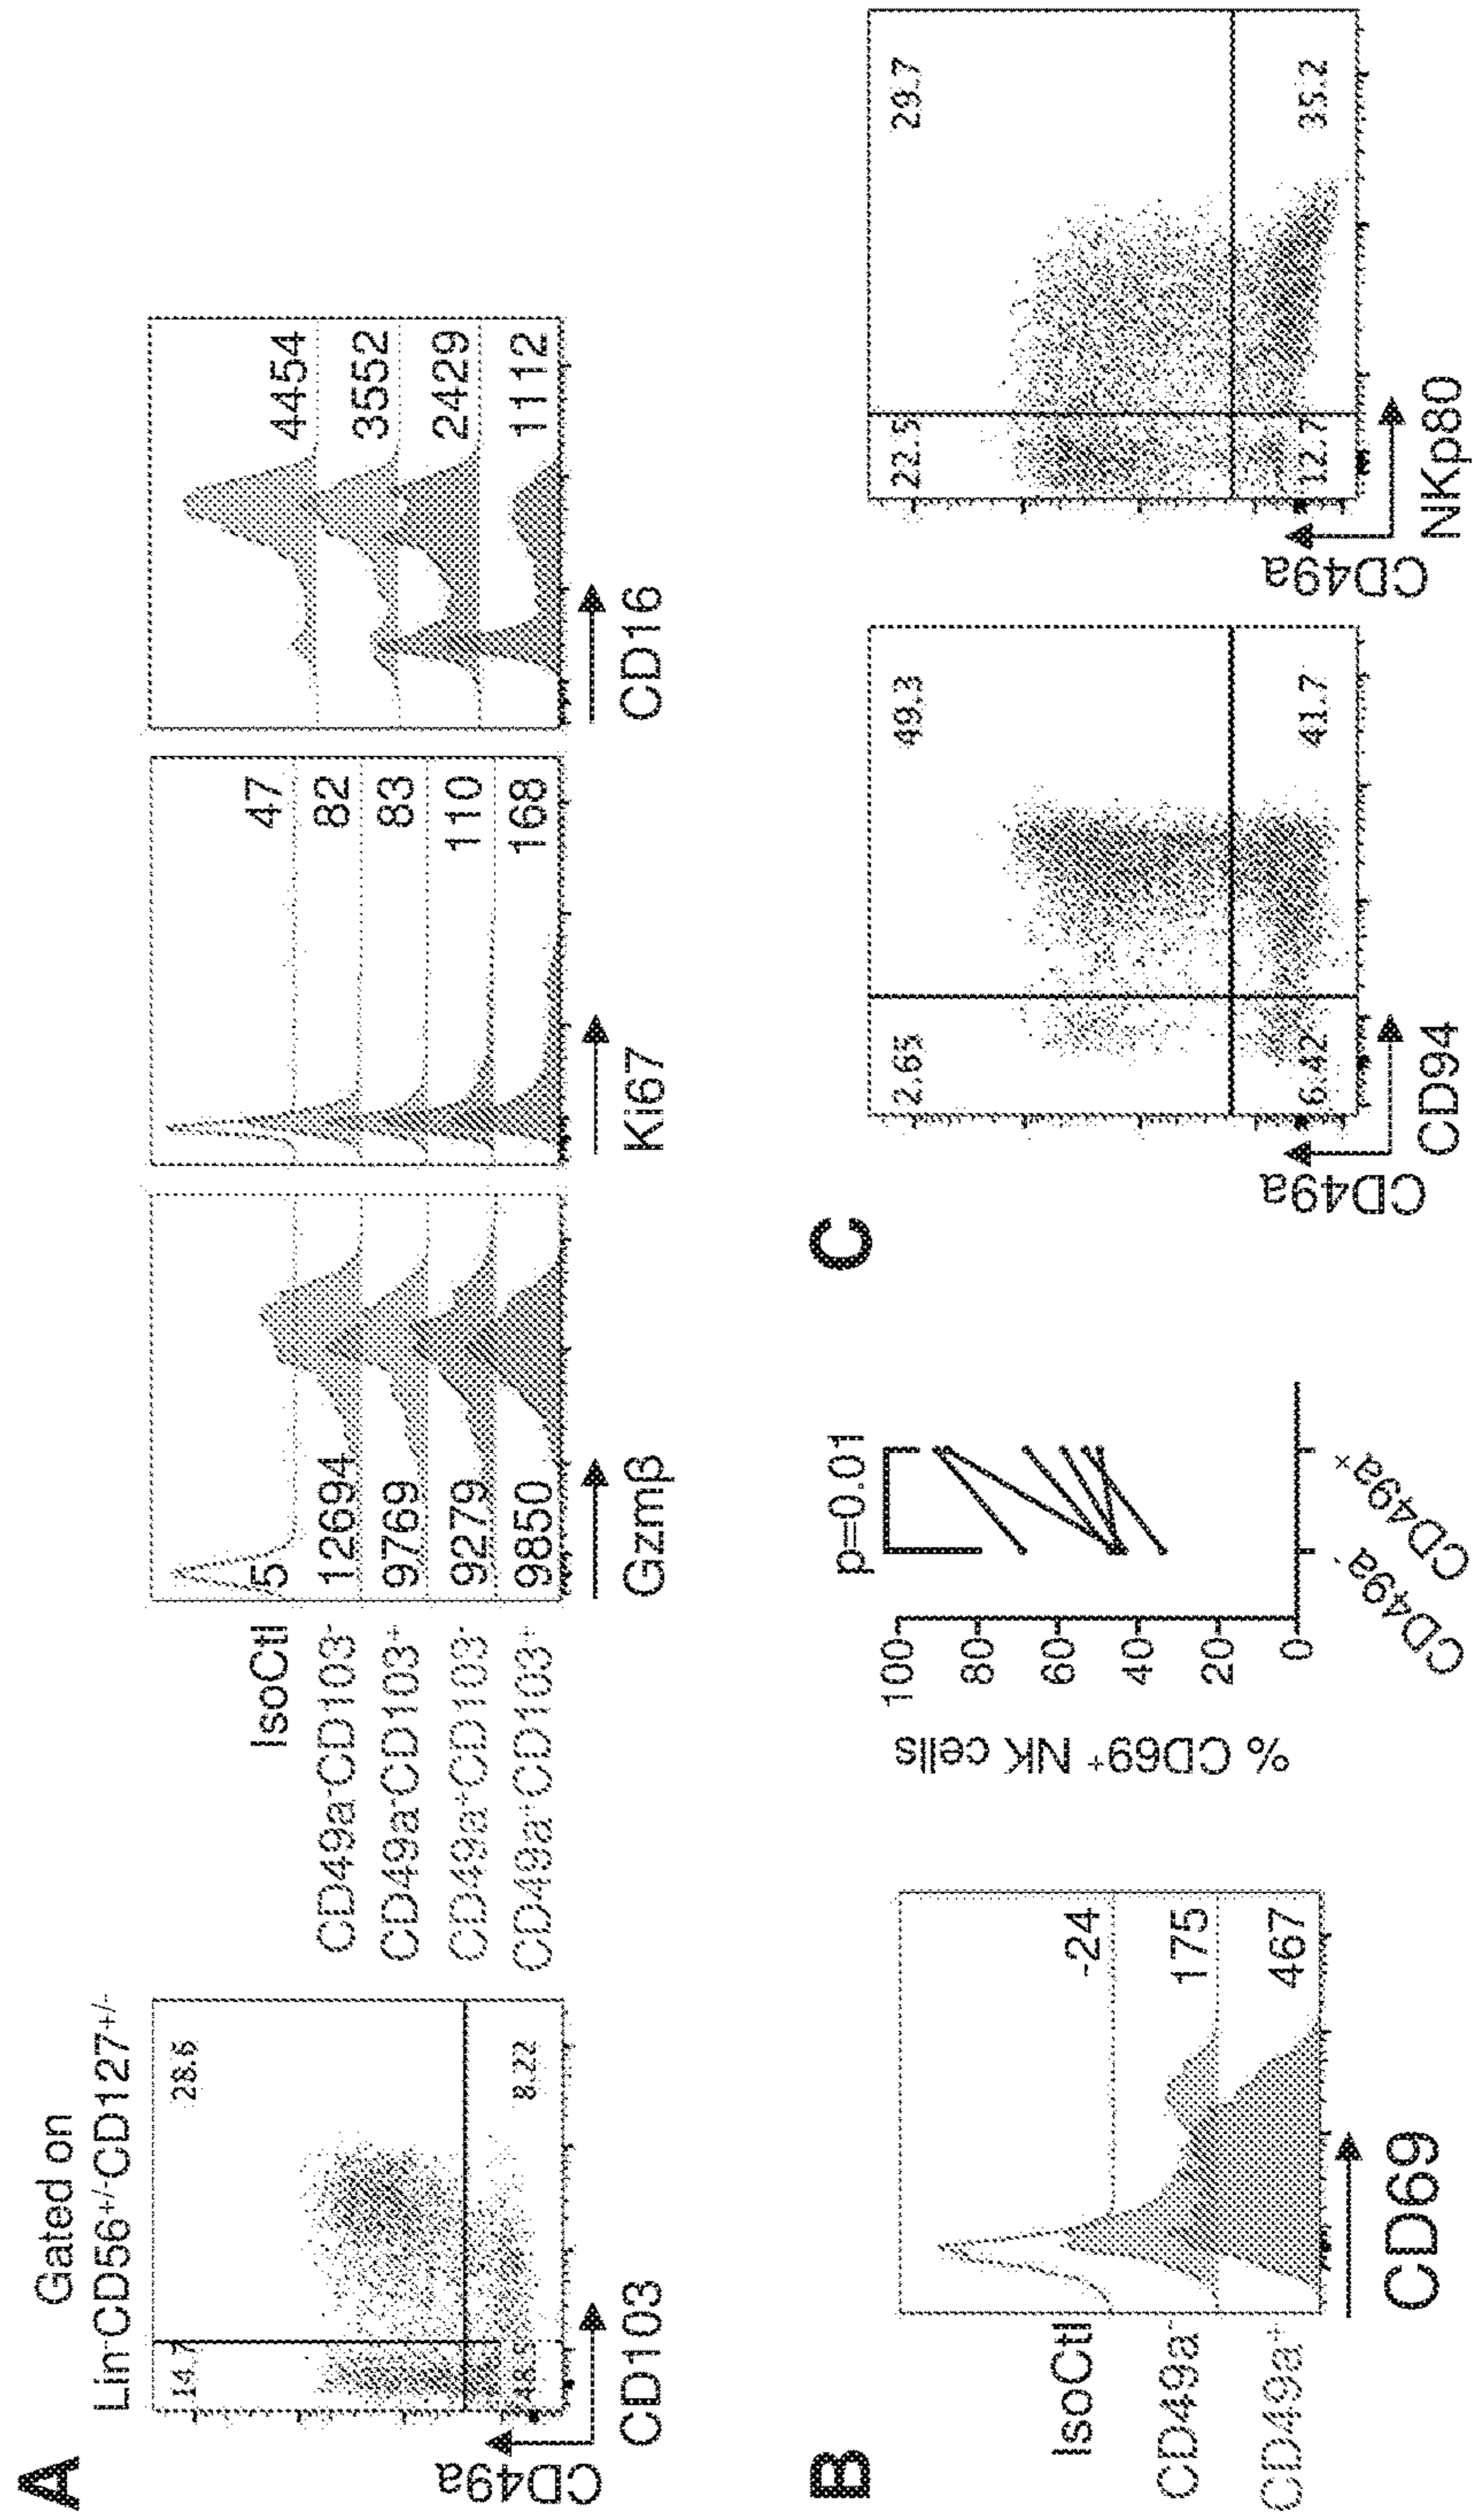 A
Gated on
Lin⁻CD56⁺/⁻CD127⁺/⁻
14.7
28.6
48.5
8.22
CD49a
CD103
IsoCtl
CD49a⁻CD103⁻
CD49a⁻CD103⁺
CD49a⁺CD103⁻
CD49a⁺CD103⁺
5
12694
9769
9279
9850
Gzmβ
47
82
83
110
168
Ki67
4454
3552
2429
1112
CD16
B
IsoCtl
CD49a⁻
CD49a⁺
-24
175
467
CD69
% CD69⁺ NK cells
100
80
60
40
20
0
p=0.01
CD49a⁻
CD49a⁺
C
2.65
49.3
6.42
41.7
CD49a
CD94
22.5
29.7
12.7
35.2
CD49a
NKp80